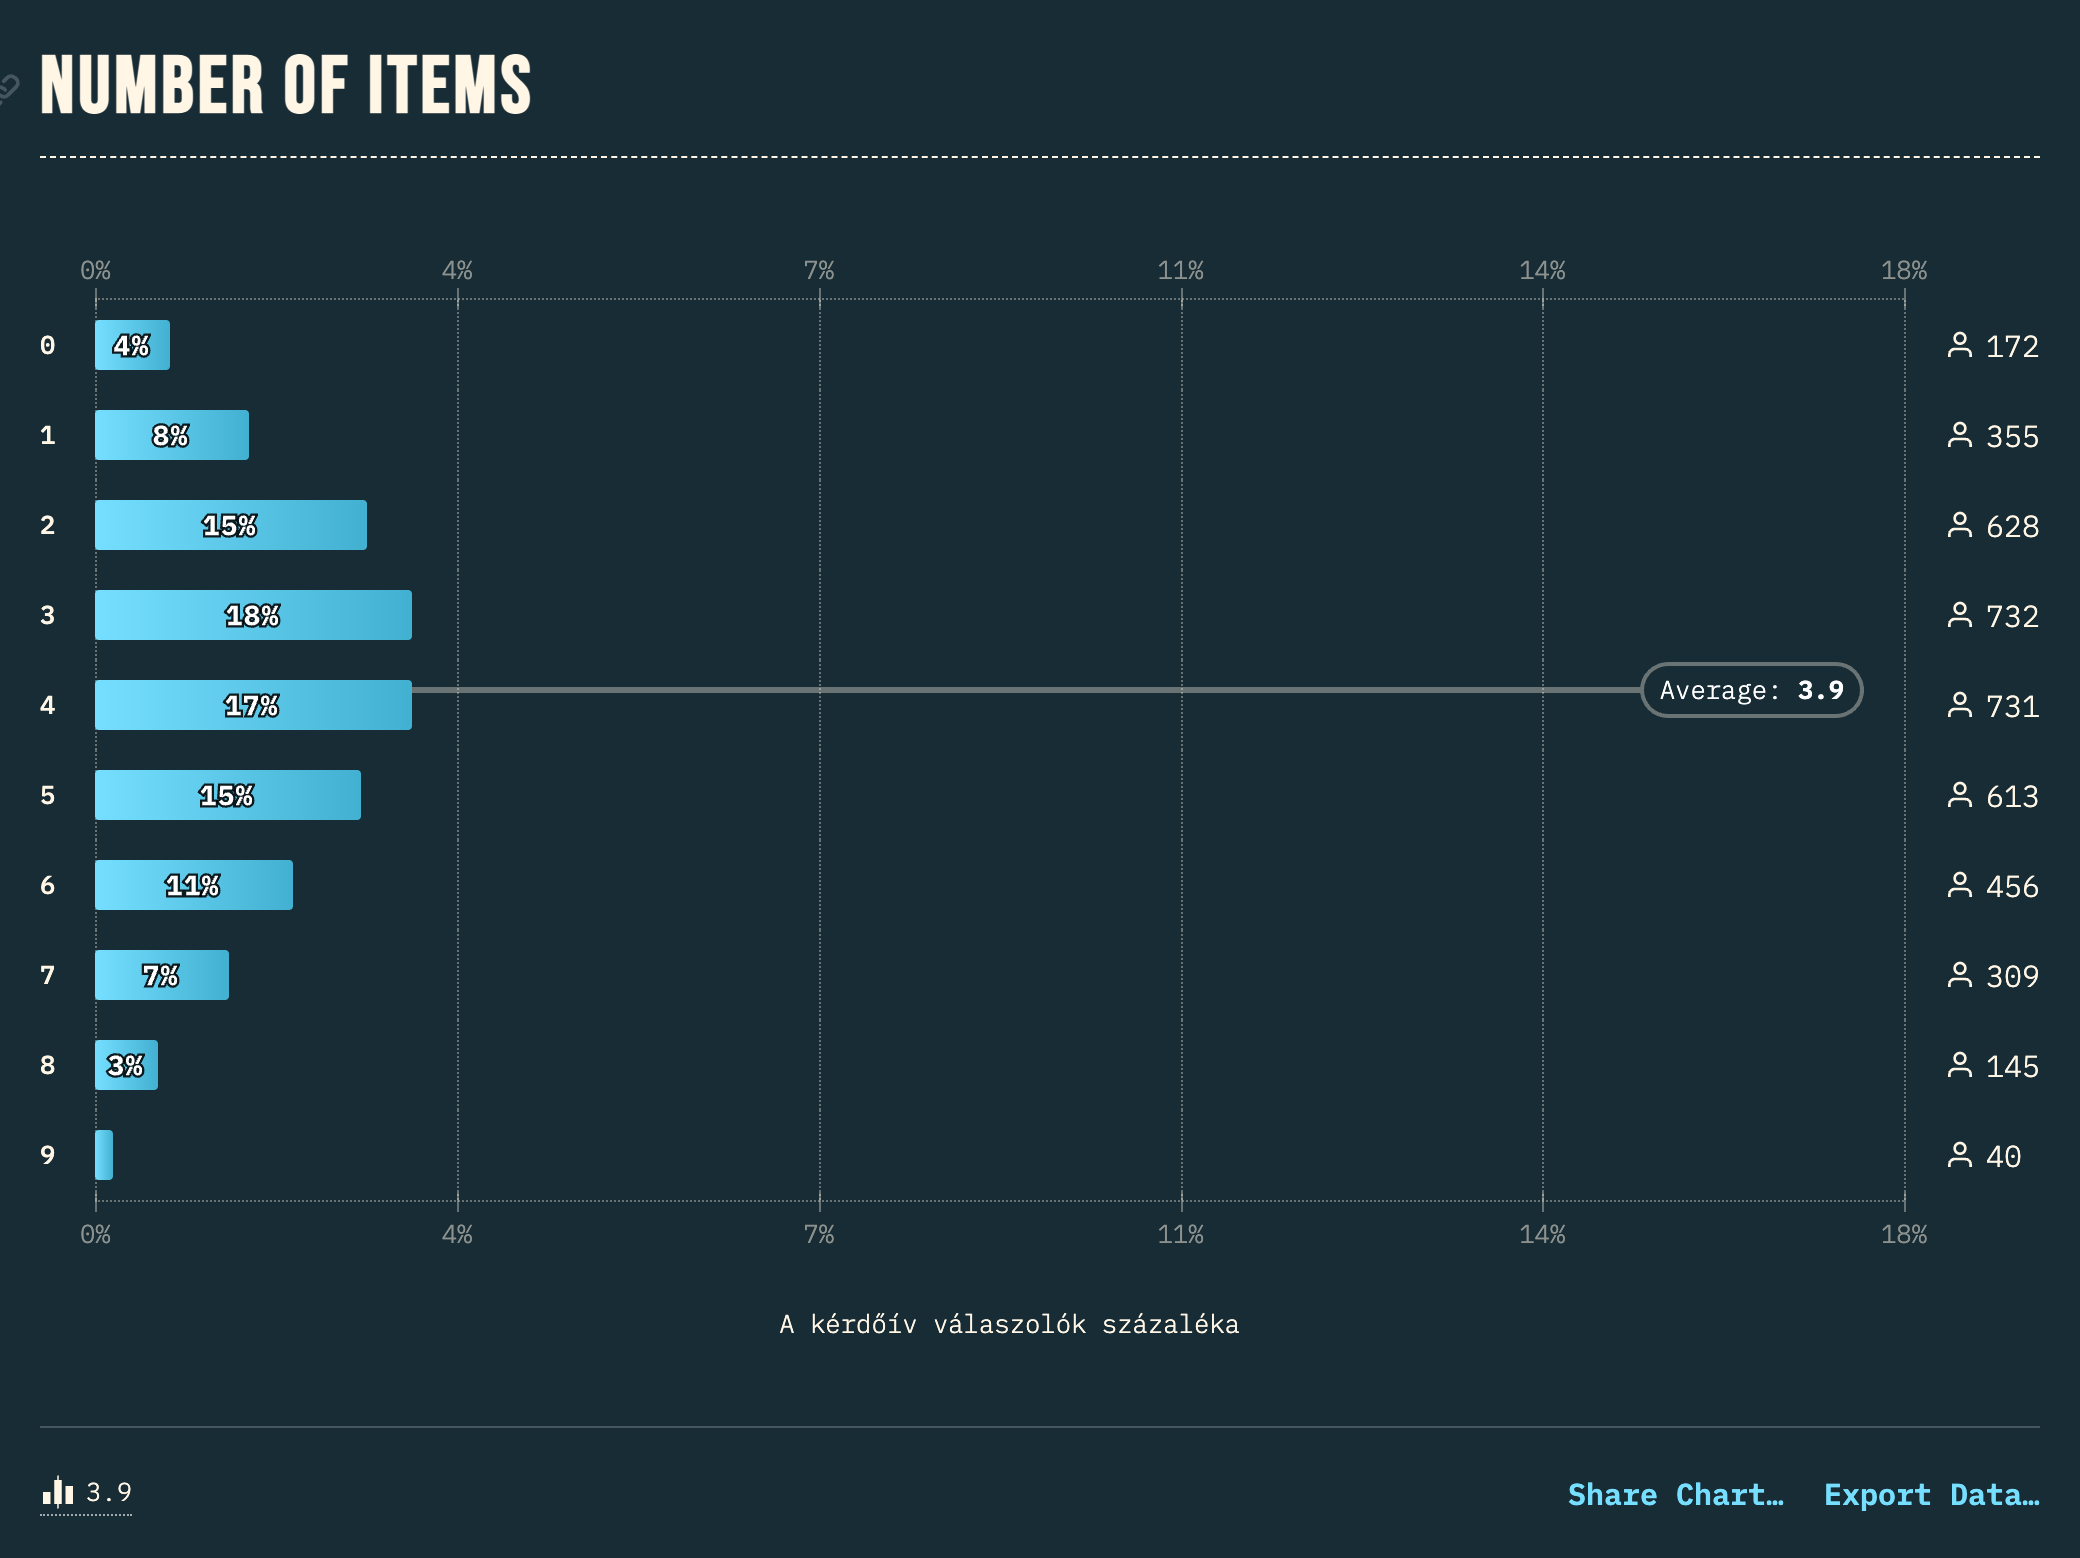 NUMBER OF ITEMS
0% 4% 7% 11% 14% 18%
0 4% 172
1 8% 355
2 15% 628
3 18% 732
Average: 3.9
4 17% 731
5 15% 613
6 11% 456
7 7% 309
8 3% 145
9 40
0% 4% 7% 11% 14% 18%
A kérdőív válaszolók százaléka
3.9 Share Chart… Export Data…